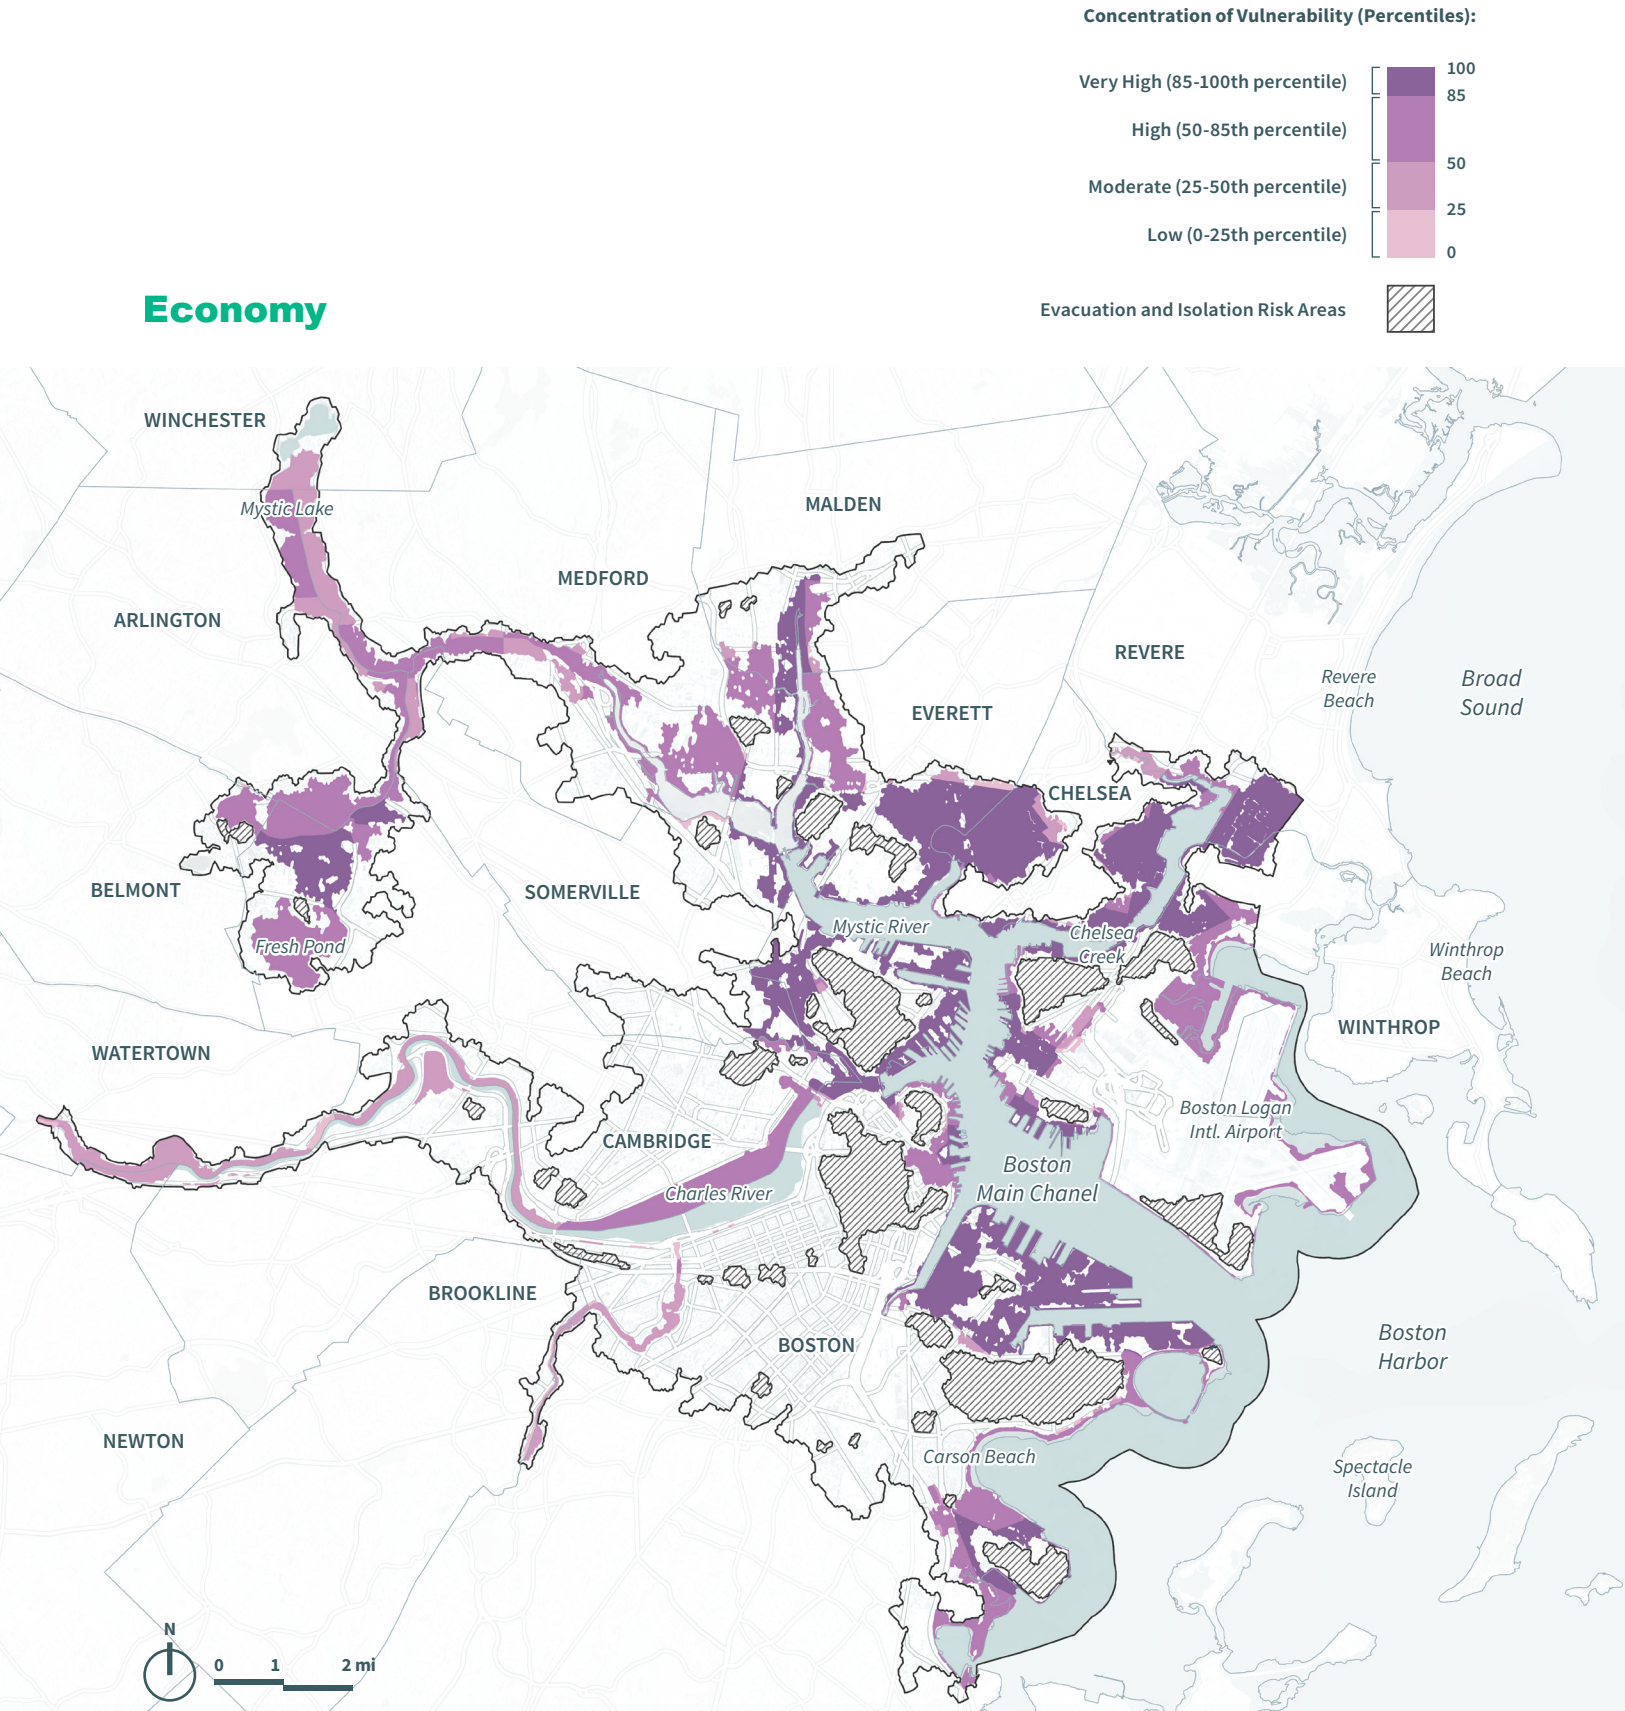 Concentration of Vulnerability (Percentiles):
Very High (85-100th percentile)
High (50-85th percentile)
Moderate (25-50th percentile)
Low (0-25th percentile)
100
85
50
25
0
Evacuation and Isolation Risk Areas
Economy
WINCHESTER
Mystic Lake
MALDEN
MEDFORD
ARLINGTON
REVERE
Revere
Beach
Broad
Sound
EVERETT
CHELSEA
BELMONT
SOMERVILLE
Mystic River
Chelsea
Creek
Fresh Pond
Winthrop
Beach
WINTHROP
WATERTOWN
Boston Logan
Intl. Airport
CAMBRIDGE
Boston
Main Chanel
Charles River
BROOKLINE
BOSTON
Boston
Harbor
NEWTON
Carson Beach
Spectacle
Island
N
0 1 2 mi